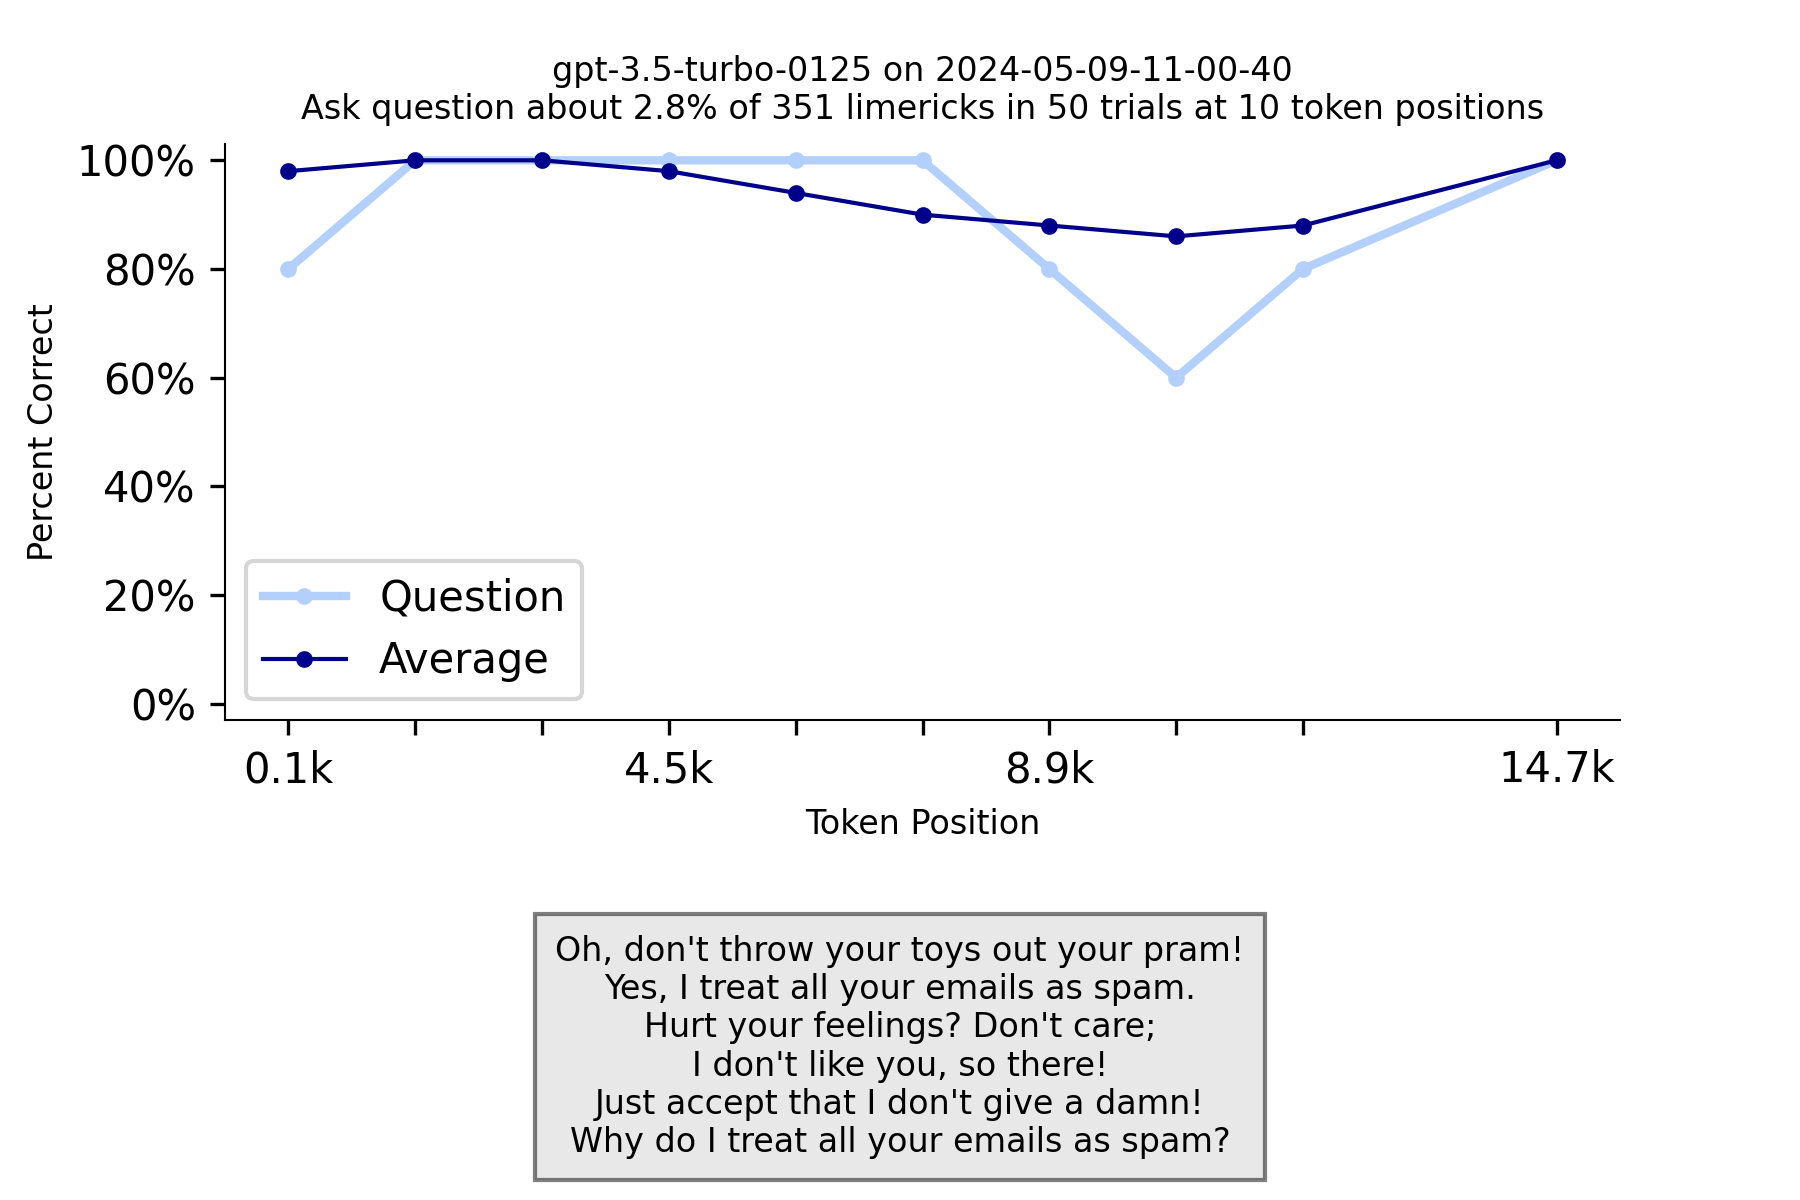 gpt-3.5-turbo-0125 on 2024-05-09-11-00-40
Ask question about 2.8% of 351 limericks in 50 trials at 10 token positions
100%
80%
60%
40%
20%
0%
Percent Correct
Question
Average
0.1k 4.5k 8.9k 14.7k
Token Position
Oh, don't throw your toys out your pram!
Yes, I treat all your emails as spam.
Hurt your feelings? Don't care;
I don't like you, so there!
Just accept that I don't give a damn!
Why do I treat all your emails as spam?